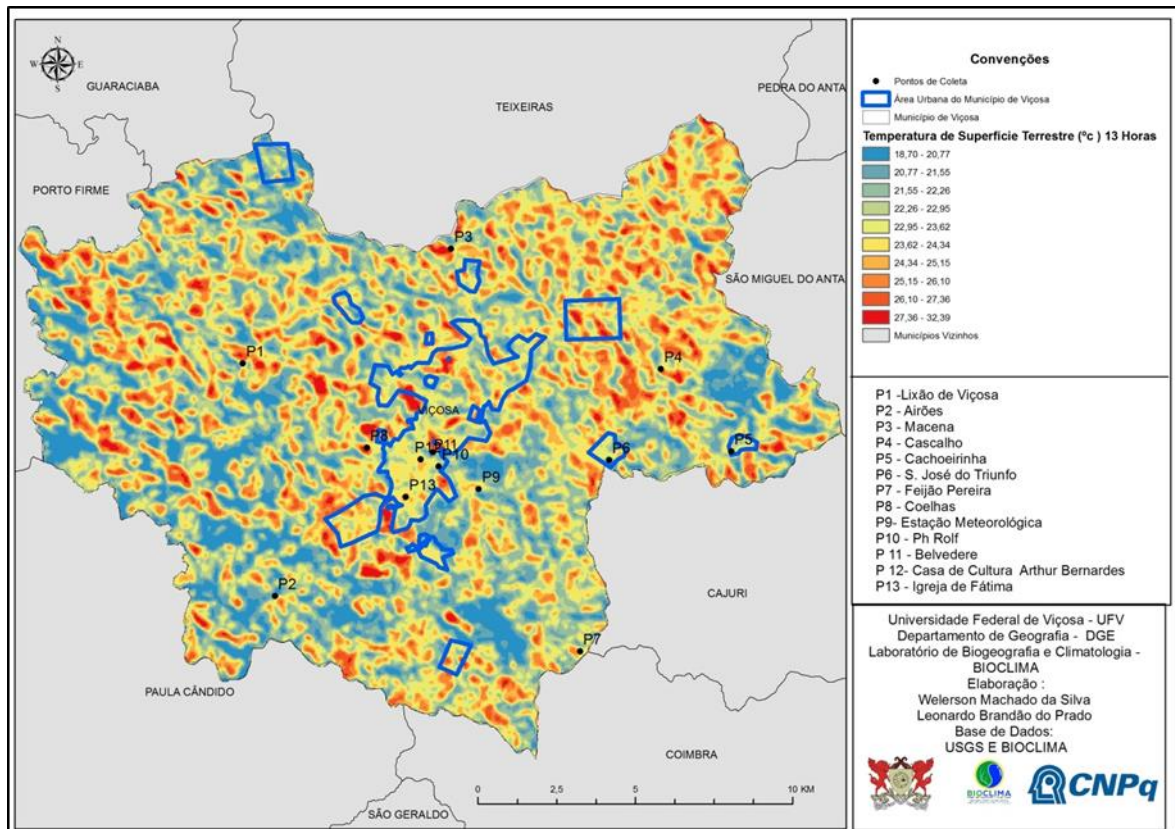 N
W E
S
GUARACIABA
TEIXEIRAS
PEDRA DO ANTA
PORTO FIRME
SÃO MIGUEL DO ANTA
P3
P1
P4
VIÇOSA
P8
P11
P5
P6
P10
P9
P13
P2
CAJURI
P7
PAULA CÂNDIDO
COIMBRA
SÃO GERALDO
0 2,5 5 10 KM
Convenções
Pontos de Coleta
Área Urbana do Município de Viçosa
Município de Viçosa
Temperatura de Superfície Terrestre (ºc ) 13 Horas
18,70 - 20,77
20,77 - 21,55
21,55 - 22,26
22,26 - 22,95
22,95 - 23,62
23,62 - 24,34
24,34 - 25,15
25,15 - 26,10
26,10 - 27,36
27,36 - 32,39
Municípios Vizinhos
P1 -Lixão de Viçosa
P2 - Airões
P3 - Macena
P4 - Cascalho
P5 - Cachoeirinha
P6 - S. José do Triunfo
P7 - Feijão Pereira
P8 - Coelhas
P9- Estação Meteorológica
P10 - Ph Rolf
P 11 - Belvedere
P 12- Casa de Cultura Arthur Bernardes
P13 - Igreja de Fátima
Universidade Federal de Viçosa - UFV
Departamento de Geografia - DGE
Laboratório de Biogeografia e Climatologia -
BIOCLIMA
Elaboração :
Welerson Machado da Silva
Leonardo Brandão do Prado
Base de Dados:
USGS E BIOCLIMA
BIOCLIMA
CNPq